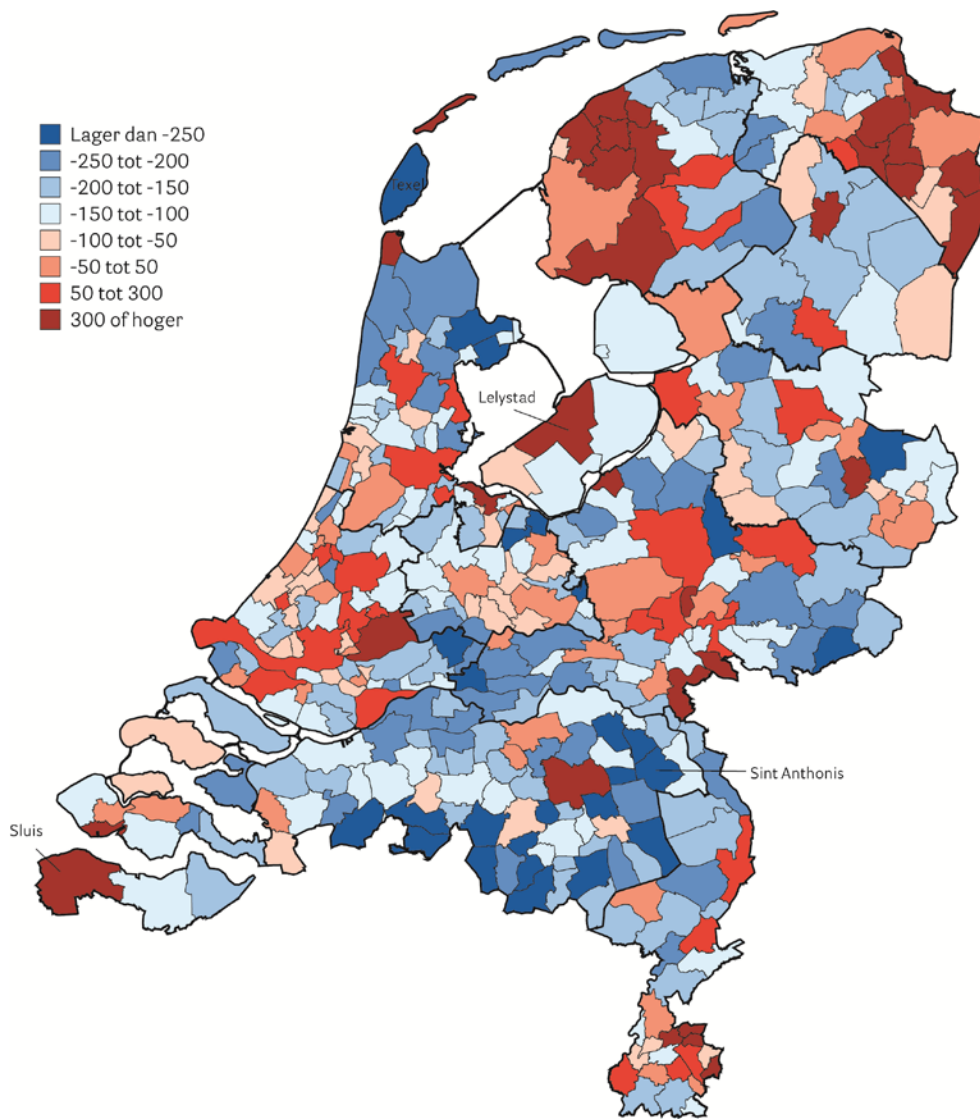 Lager dan -250
-250 tot -200
-200 tot -150
-150 tot -100
-100 tot -50
-50 tot 50
50 tot 300
300 of hoger
Texel
Lelystad
Sint Anthonis
Sluis